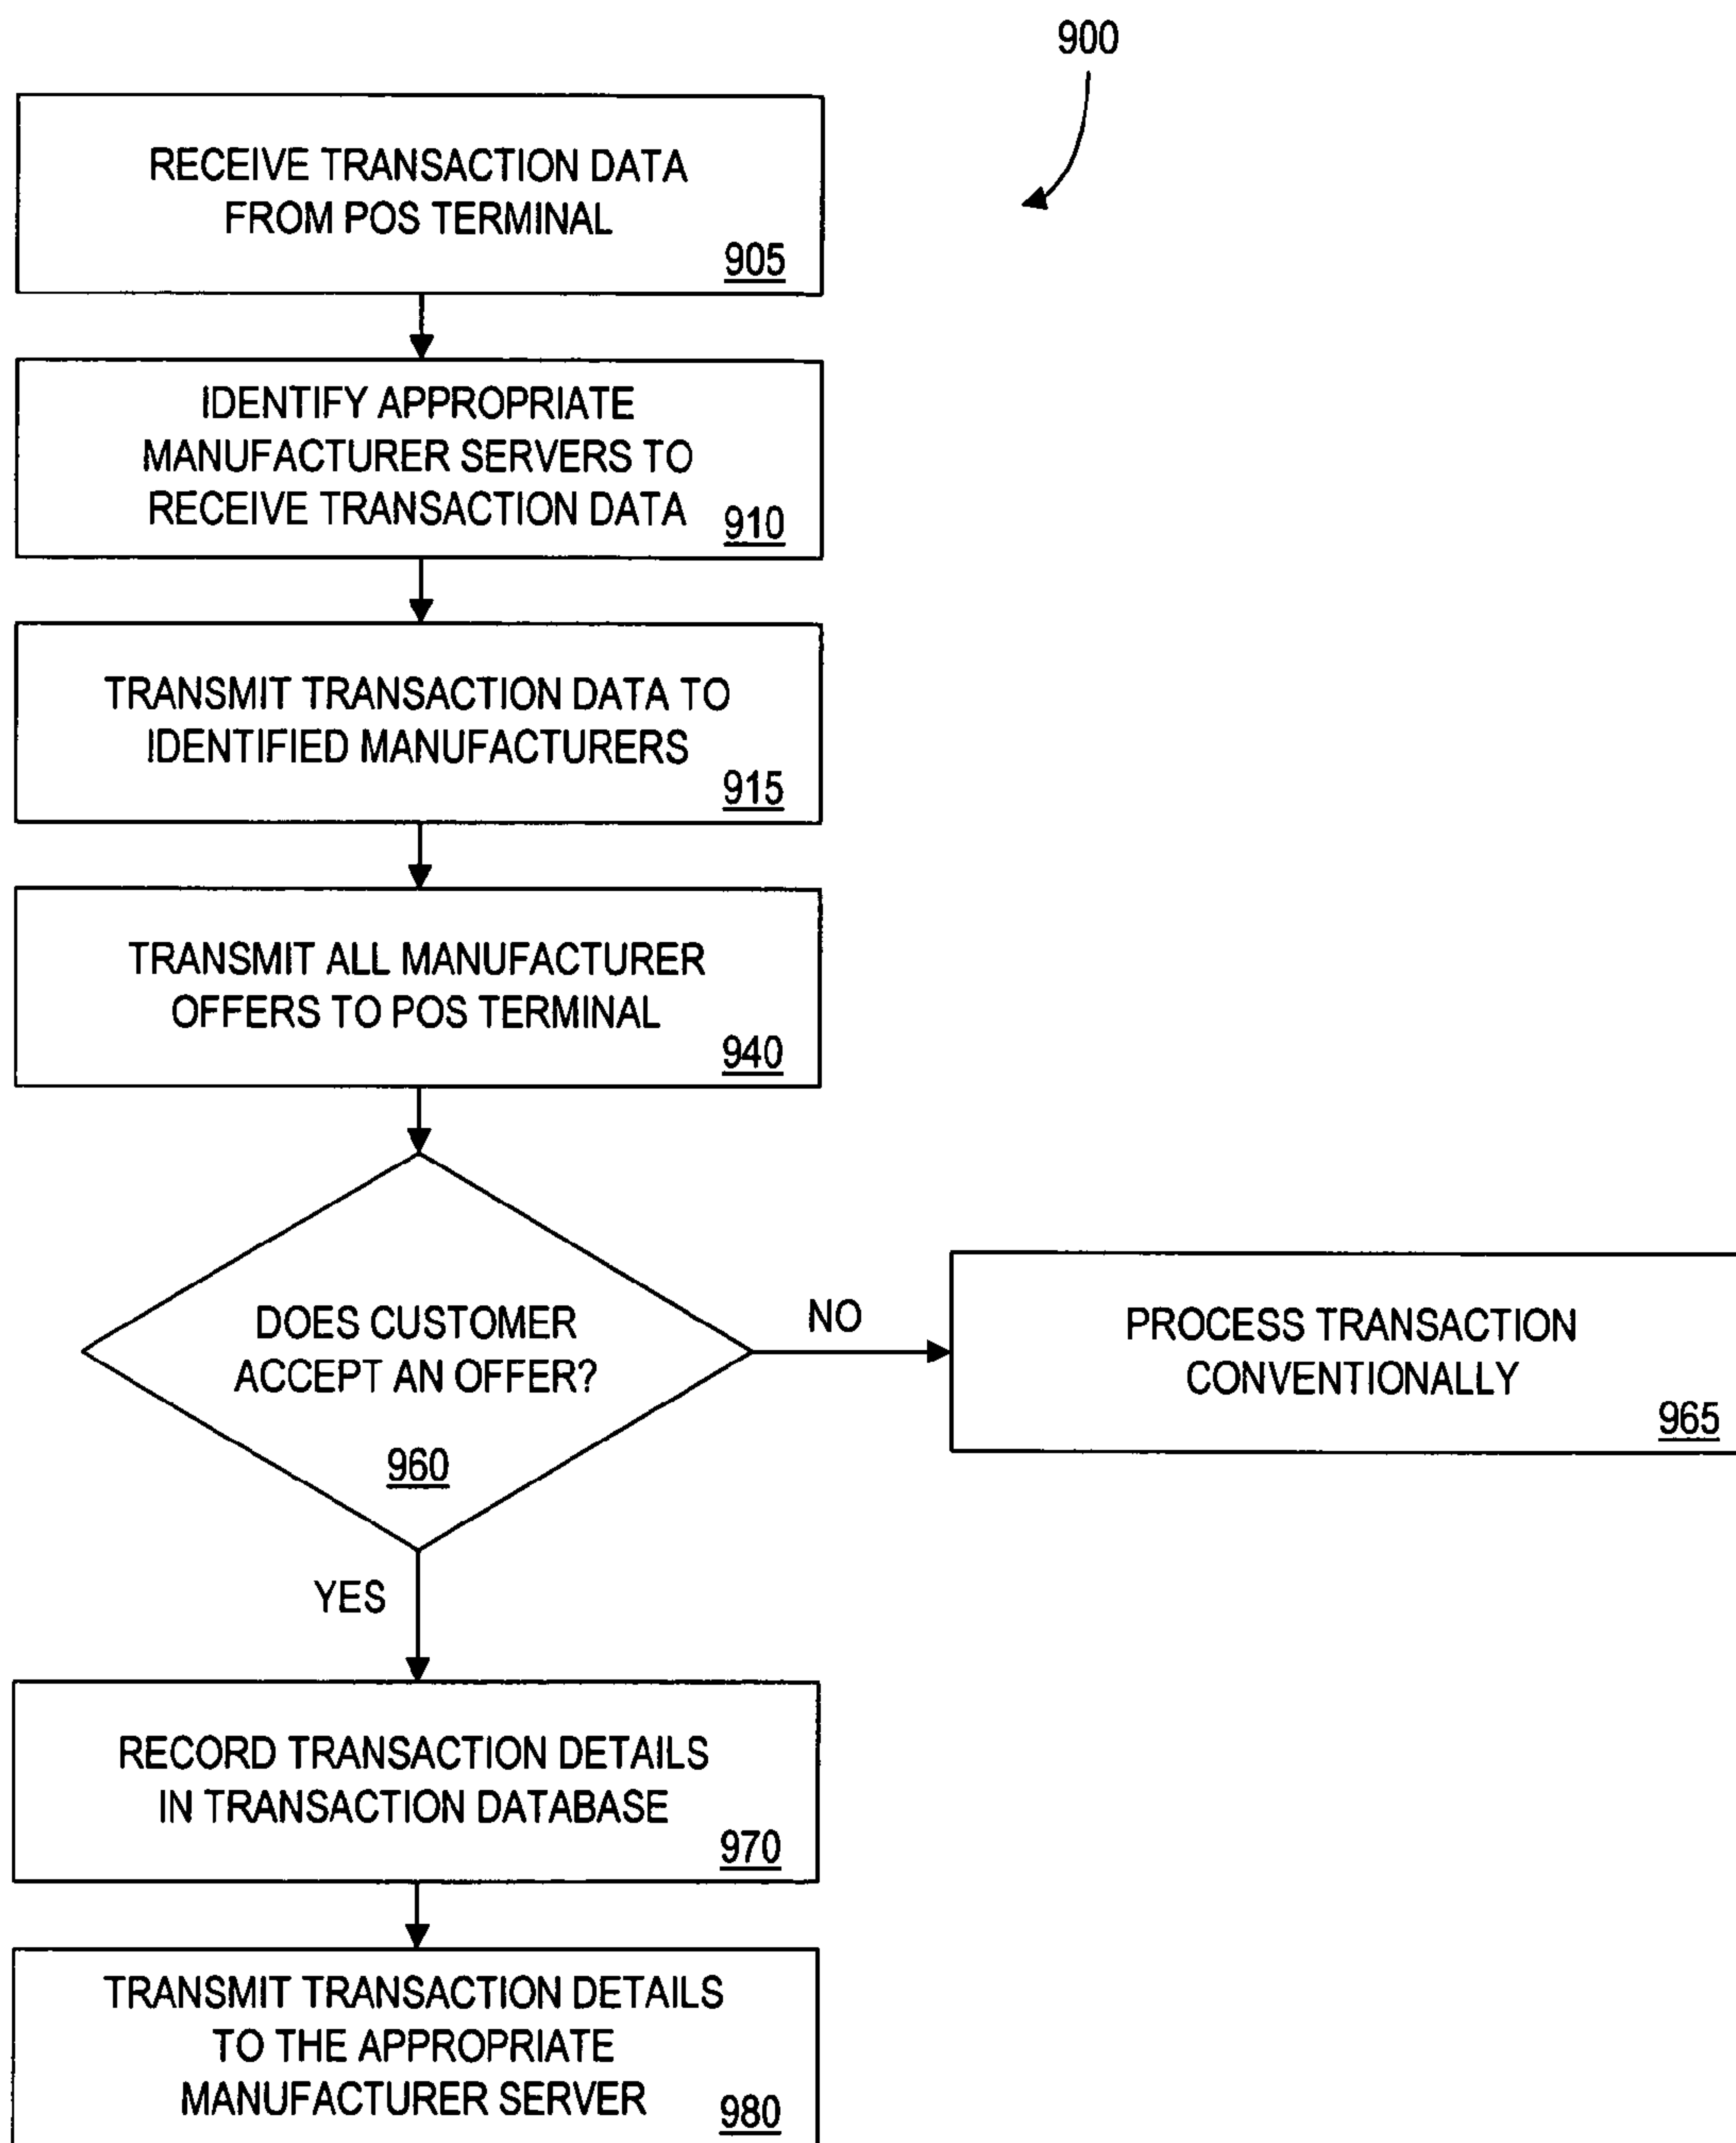 900
RECEIVE TRANSACTION DATA
FROM POS TERMINAL
905
IDENTIFY APPROPRIATE
MANUFACTURER SERVERS TO
RECEIVE TRANSACTION DATA
910
TRANSMIT TRANSACTION DATA TO
IDENTIFIED MANUFACTURERS
915
TRANSMIT ALL MANUFACTURER
OFFERS TO POS TERMINAL
940
DOES CUSTOMER
ACCEPT AN OFFER?
960
NO
PROCESS TRANSACTION
CONVENTIONALLY
965
YES
RECORD TRANSACTION DETAILS
IN TRANSACTION DATABASE
970
TRANSMIT TRANSACTION DETAILS
TO THE APPROPRIATE
MANUFACTURER SERVER
980